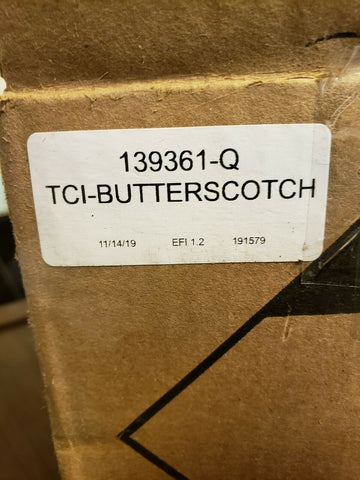 139361-Q
TCI-BUTTERSCOTCH
11/14/19 EFI 1.2 191579